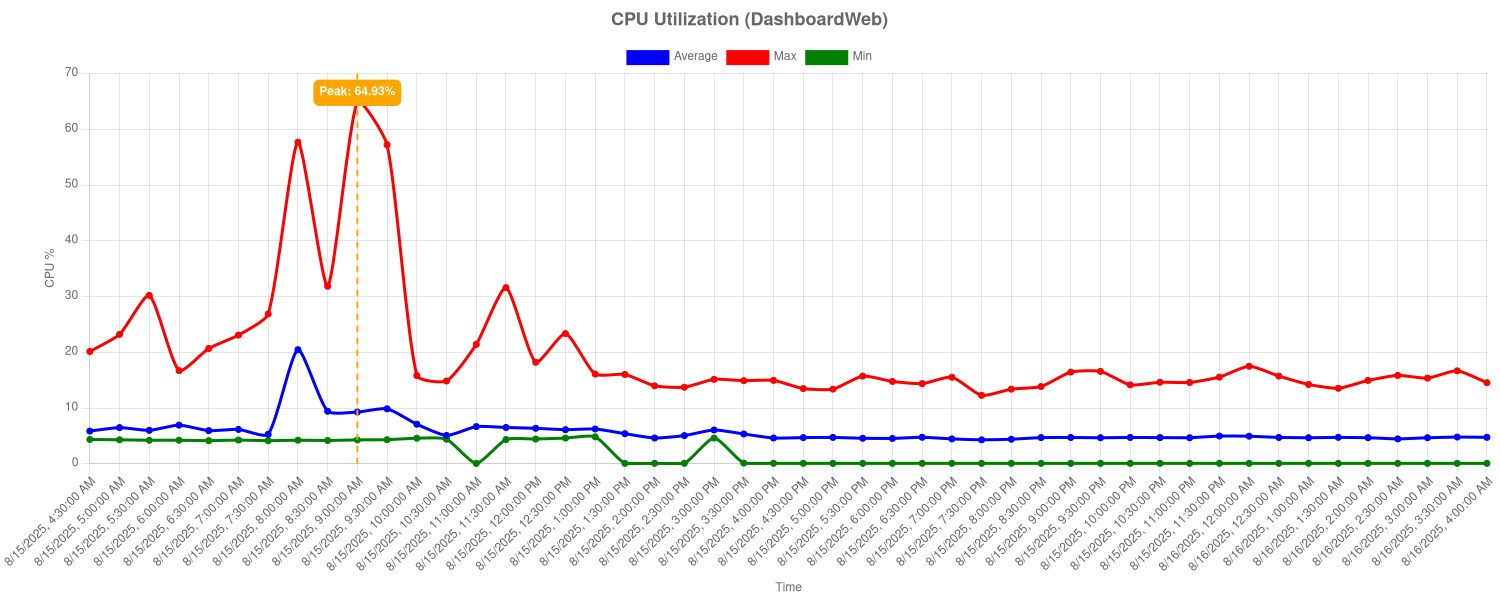 CPU Utilization (DashboardWeb)
Average Max Min
Peak: 64.93%
70
60
50
40
30
20
10
0
CPU %
8/15/2025, 4:30:00 AM
8/15/2025, 5:00:00 AM
8/15/2025, 5:30:00 AM
8/15/2025, 6:00:00 AM
8/15/2025, 6:30:00 AM
8/15/2025, 7:00:00 AM
8/15/2025, 7:30:00 AM
8/15/2025, 8:00:00 AM
8/15/2025, 8:30:00 AM
8/15/2025, 9:00:00 AM
8/15/2025, 9:30:00 AM
8/15/2025, 10:00:00 AM
8/15/2025, 10:30:00 AM
8/15/2025, 11:00:00 AM
8/15/2025, 11:30:00 AM
8/15/2025, 12:00:00 PM
8/15/2025, 12:30:00 PM
8/15/2025, 1:00:00 PM
8/15/2025, 1:30:00 PM
8/15/2025, 2:00:00 PM
8/15/2025, 2:30:00 PM
8/15/2025, 3:00:00 PM
8/15/2025, 3:30:00 PM
8/15/2025, 4:00:00 PM
8/15/2025, 4:30:00 PM
8/15/2025, 5:00:00 PM
8/15/2025, 5:30:00 PM
8/15/2025, 6:00:00 PM
8/15/2025, 6:30:00 PM
8/15/2025, 7:00:00 PM
8/15/2025, 7:30:00 PM
8/15/2025, 8:00:00 PM
8/15/2025, 8:30:00 PM
8/15/2025, 9:00:00 PM
8/15/2025, 9:30:00 PM
8/15/2025, 10:00:00 PM
8/15/2025, 10:30:00 PM
8/15/2025, 11:00:00 PM
8/15/2025, 11:30:00 PM
8/16/2025, 12:00:00 AM
8/16/2025, 12:30:00 AM
8/16/2025, 1:00:00 AM
8/16/2025, 1:30:00 AM
8/16/2025, 2:00:00 AM
8/16/2025, 2:30:00 AM
8/16/2025, 3:00:00 AM
8/16/2025, 3:30:00 AM
8/16/2025, 4:00:00 AM
Time